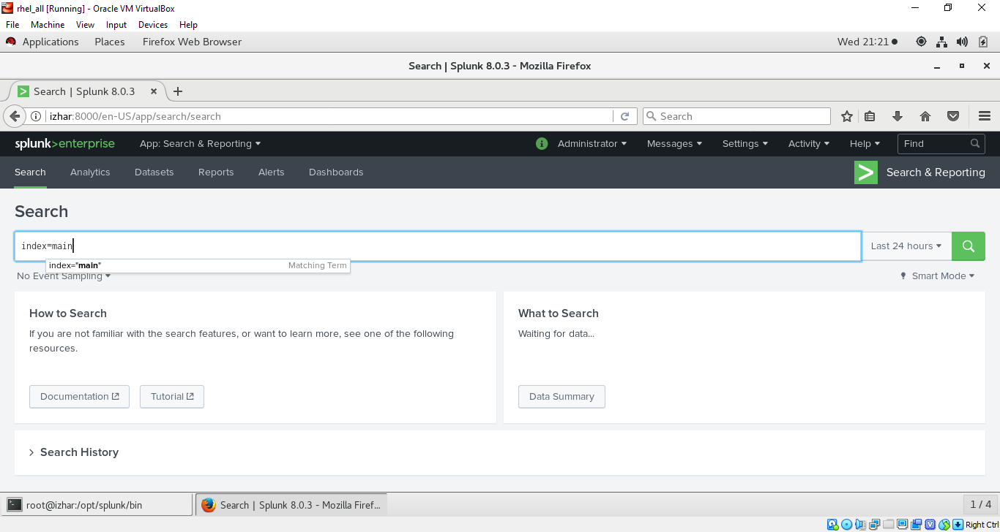 rhel_all [Running] - Oracle VM VirtualBox
File Machine View Input Devices Help
Applications Places Firefox Web Browser Wed 21:21
Search | Splunk 8.0.3 - Mozilla Firefox
Search | Splunk 8.0.3
izhar:8000/en-US/app/search/search Search
splunk>enterprise App: Search & Reporting Administrator Messages Settings Activity Help Find
Search Analytics Datasets Reports Alerts Dashboards Search & Reporting
Search
index=main Last 24 hours
index="main" Matching Term
No Event Sampling Smart Mode
How to Search
If you are not familiar with the search features, or want to learn more, see one of the following
resources.
Documentation Tutorial
What to Search
Waiting for data...
Data Summary
Search History
root@izhar:/opt/splunk/bin Search | Splunk 8.0.3 - Mozilla Firef... 1 / 4
Right Ctrl